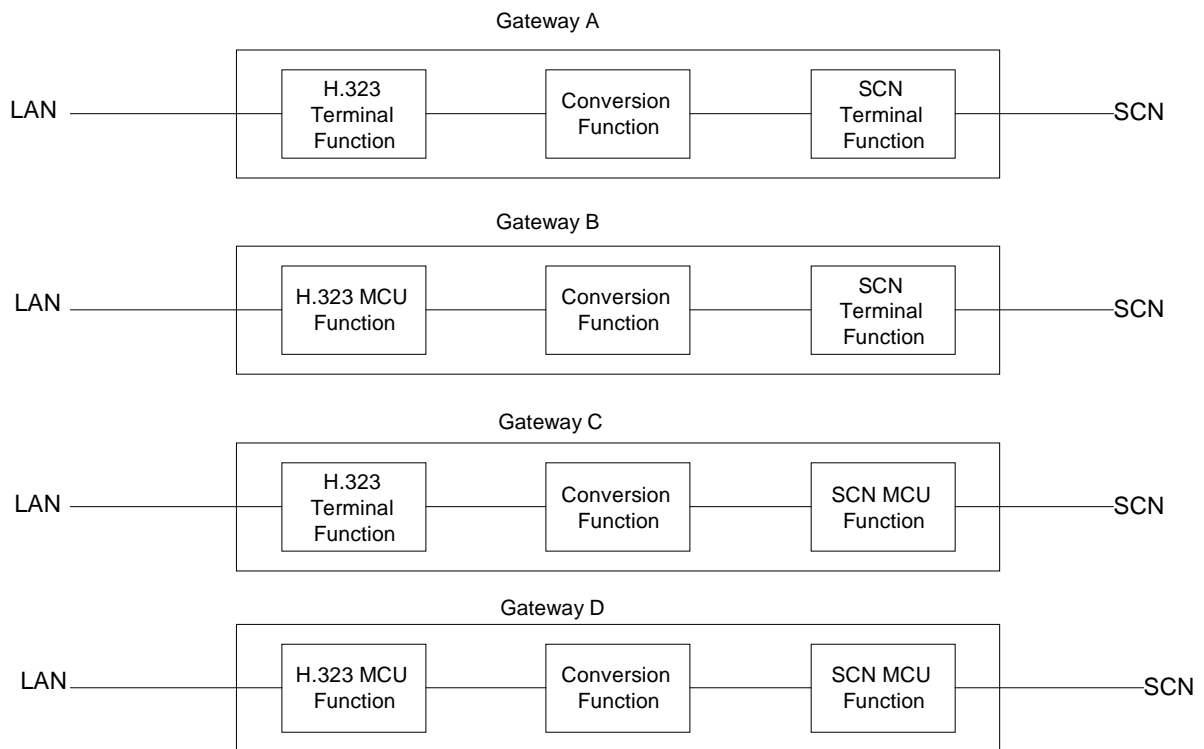 Gateway A
LAN
H.323
Terminal
Function
Conversion
Function
SCN
Terminal
Function
SCN
Gateway B
LAN
H.323 MCU
Function
Conversion
Function
SCN
Terminal
Function
SCN
Gateway C
LAN
H.323
Terminal
Function
Conversion
Function
SCN MCU
Function
SCN
Gateway D
LAN
H.323 MCU
Function
Conversion
Function
SCN MCU
Function
SCN